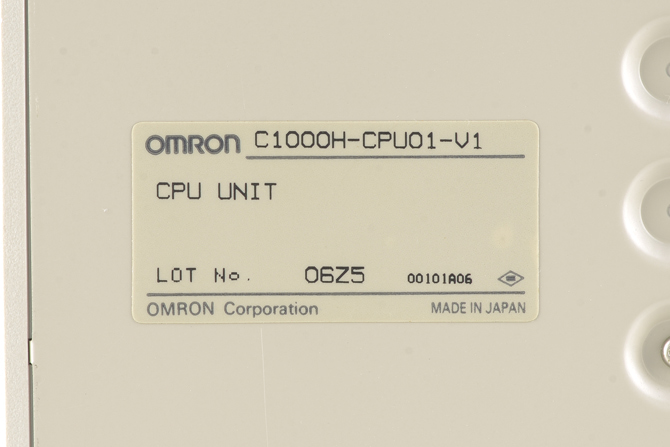 OMRON C1000H-CPU01-V1
CPU UNIT
LOT No. 06Z5 00101A06
OMRON Corporation MADE IN JAPAN